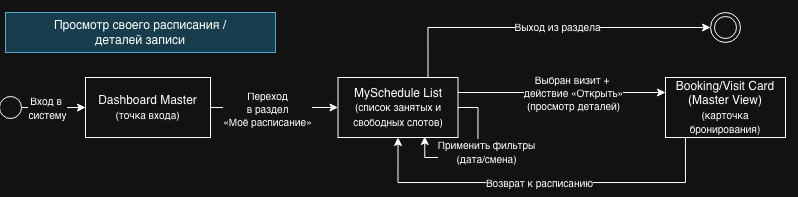 Просмотр своего расписания /
деталей записи
Выход из раздела
Вход в
систему
Dashboard Master
(точка входа)
Переход
в раздел
«Моё расписание»
MySchedule List
(список занятых и
свободных слотов)
Выбран визит +
действие «Открыть»
(просмотр деталей)
Booking/Visit Card
(Master View)
(карточка
бронирования)
Применить фильтры
(дата/смена)
Возврат к расписанию